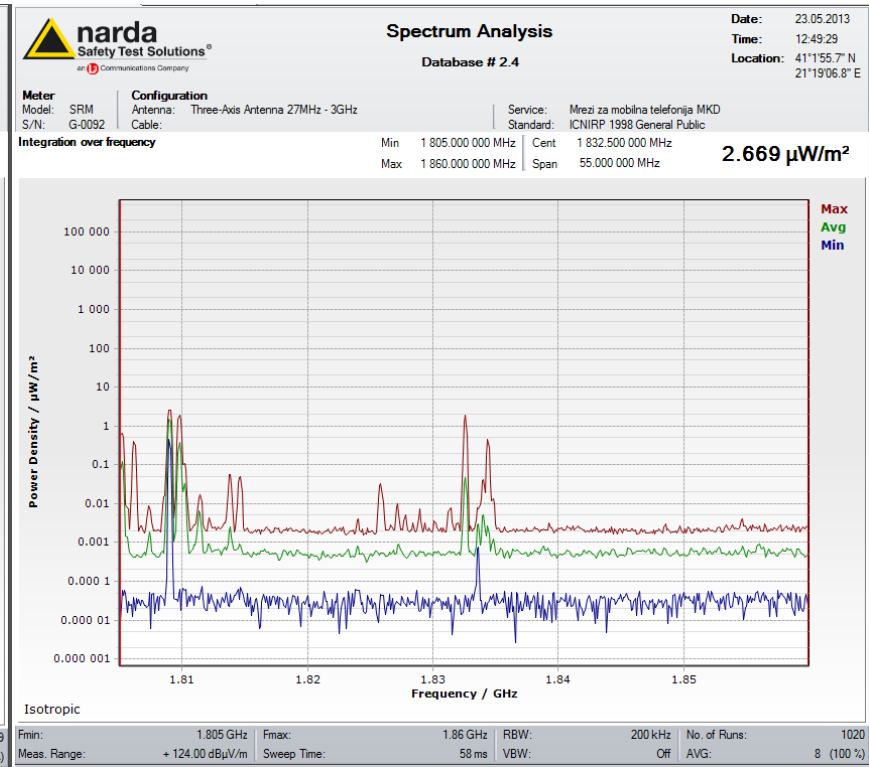 narda
Safety Test Solutions®
an Communications Company
Spectrum Analysis
Database # 2.4
Date: 23.05.2013
Time: 12:49:29
Location: 41°1'55.7" N
21°19'06.8" E
Meter
Model: SRM
S/N: G-0092
Configuration
Antenna: Three-Axis Antenna 27MHz - 3GHz
Cable:
Service: Mrezi za mobilna telefonija MKD
Standard: ICNIRP 1998 General Public
Integration over frequency
Min 1 805.000 000 MHz Cent 1 832.500 000 MHz
Max 1 860.000 000 MHz Span 55.000 000 MHz
2.669 µW/m²
Max
Avg
Min
Power Density / µW/m²
100 000
10 000
1 000
100
10
1
0.1
0.01
0.001
0.000 1
0.000 01
0.000 001
1.81 1.82 1.83 1.84 1.85
Frequency / GHz
Isotropic
Fmin: 1.805 GHz Fmax: 1.86 GHz RBW: 200 kHz No. of Runs: 1020
Meas. Range: + 124.00 dBµV/m Sweep Time: 58 ms VBW: Off AVG: 8 (100 %)